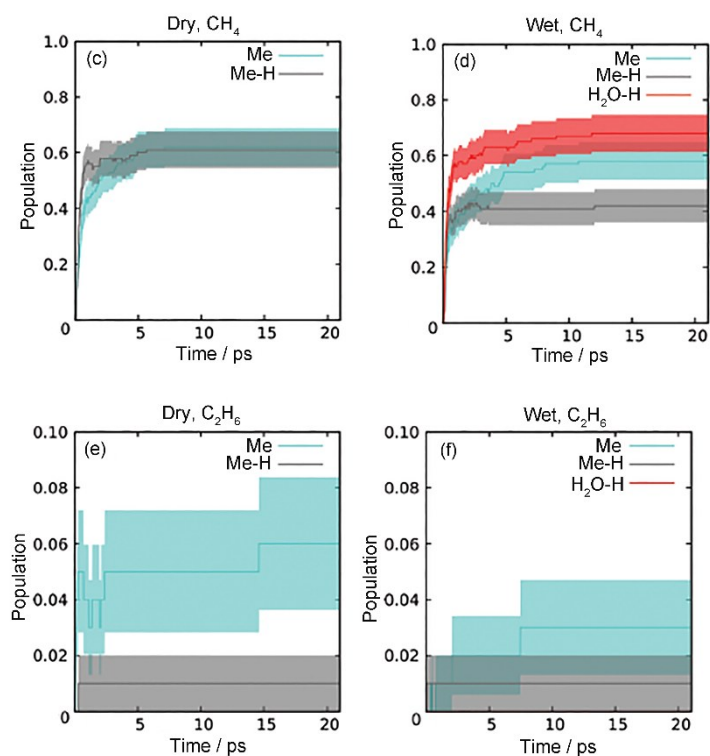 Dry, CH₄
(c)
Me
Me-H
1.0
0.8
0.6
0.4
0.2
0
Population
5
10
15
20
Time / ps
Wet, CH₄
(d)
Me
Me-H
H₂O-H
1.0
0.8
0.6
0.4
0.2
0
Population
5
10
15
20
Time / ps
Dry, C₂H₆
(e)
Me
Me-H
0.10
0.08
0.06
0.04
0.02
0
Population
5
10
15
20
Time / ps
Wet, C₂H₆
(f)
Me
Me-H
H₂O-H
0.10
0.08
0.06
0.04
0.02
0
Population
5
10
15
20
Time / ps